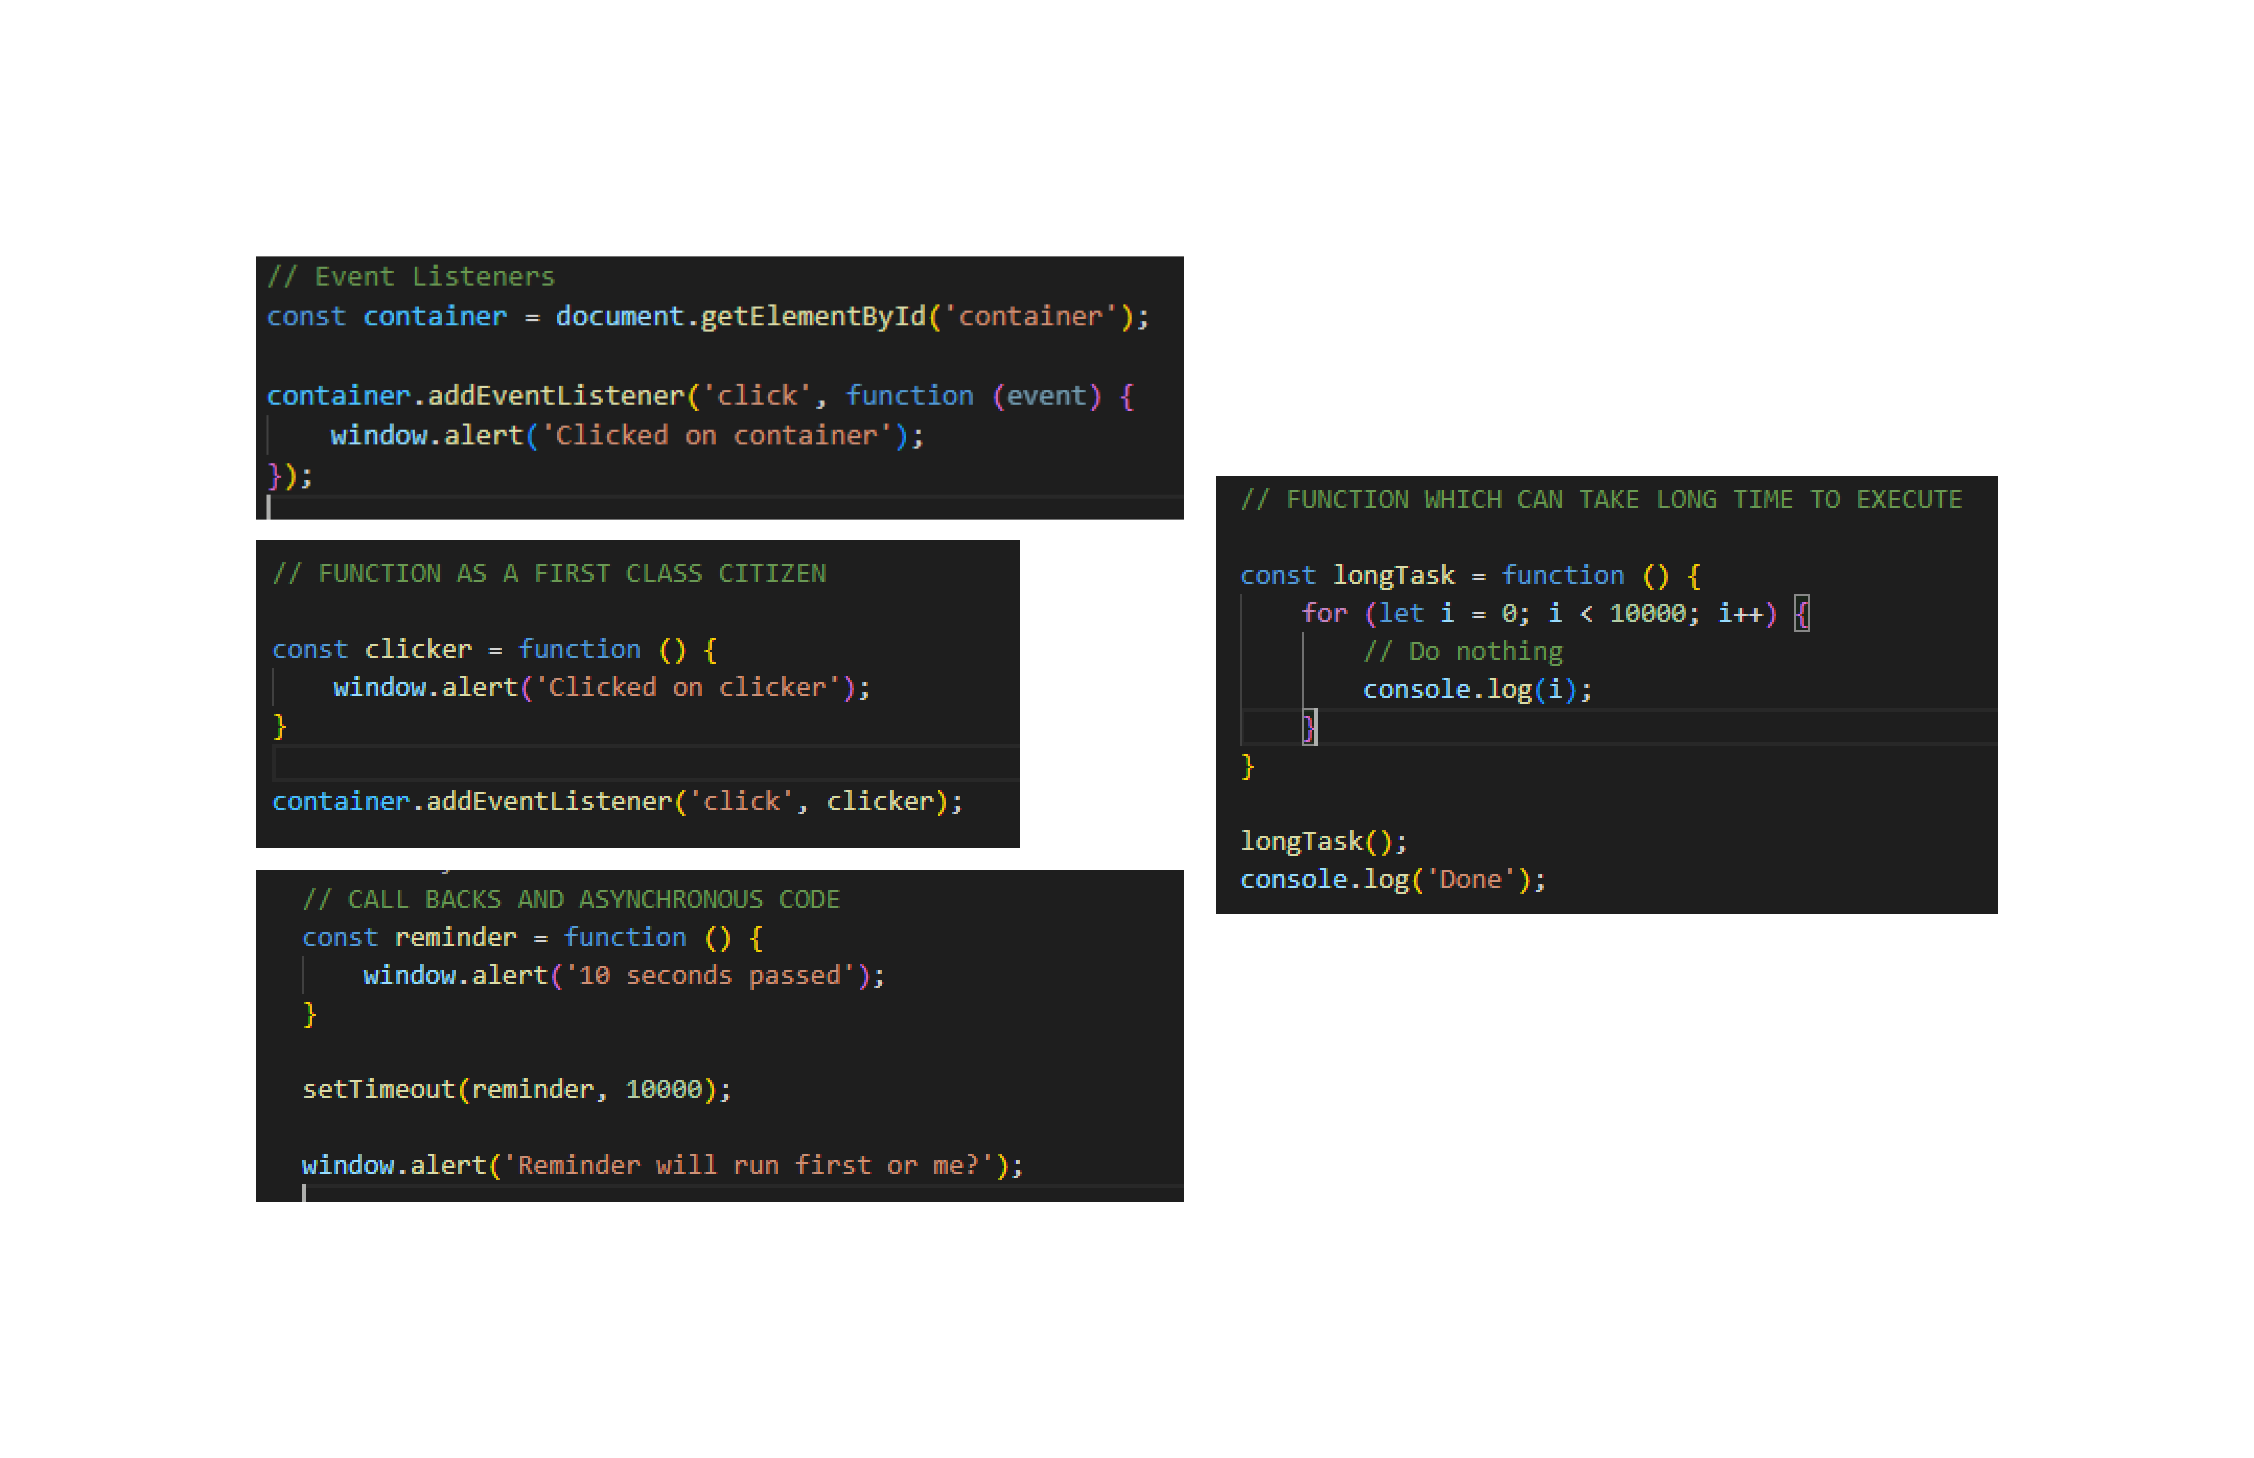 // Event Listeners
const container = document.getElementById('container');
container.addEventListener('click', function (event) {
window.alert('Clicked on container');
});
// FUNCTION AS A FIRST CLASS CITIZEN
const clicker = function () {
window.alert('Clicked on clicker');
}
container.addEventListener('click', clicker);
// CALL BACKS AND ASYNCHRONOUS CODE
const reminder = function () {
window.alert('10 seconds passed');
}
setTimeout(reminder, 10000);
window.alert('Reminder will run first or me?');
// FUNCTION WHICH CAN TAKE LONG TIME TO EXECUTE
const longTask = function () {
for (let i = 0; i < 10000; i++) {
// Do nothing
console.log(i);
}
}
longTask();
console.log('Done');